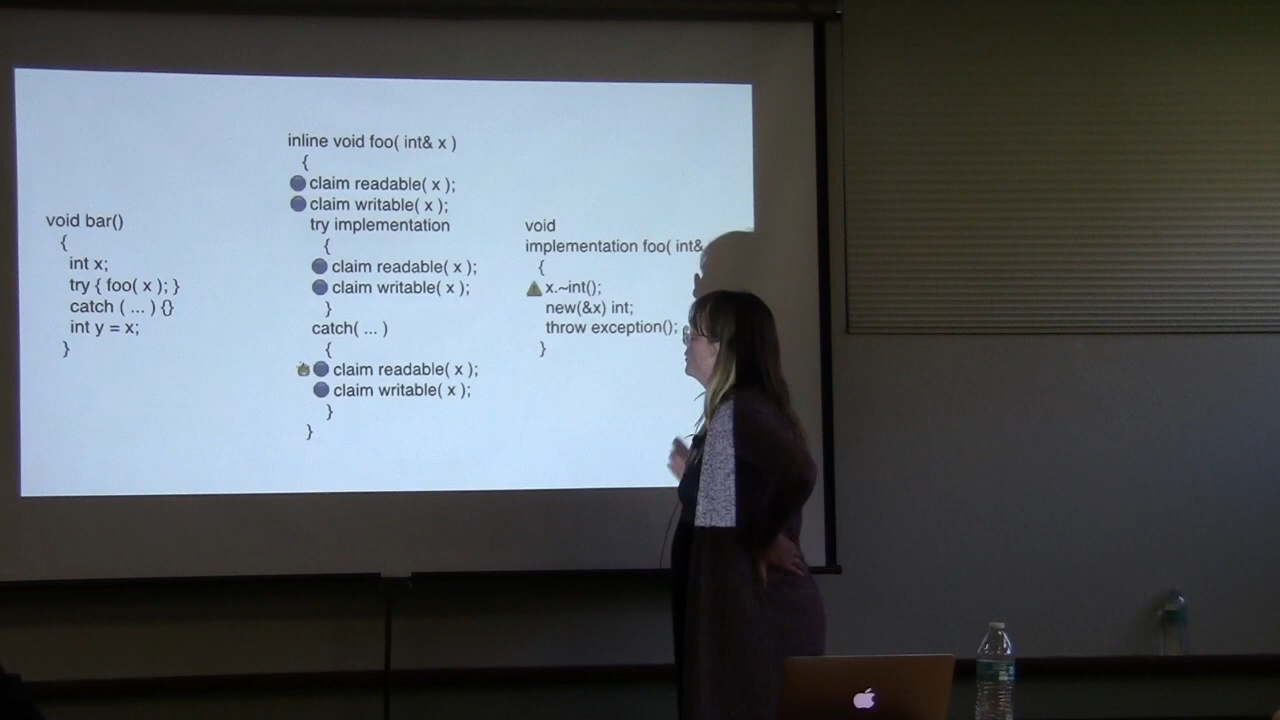 void bar()
{
int x;
try { foo( x ); }
catch ( ... ) {}
int y = x;
}
inline void foo( int& x )
{
claim readable( x );
claim writable( x );
try implementation
{
claim readable( x );
claim writable( x );
}
catch( ... )
{
claim readable( x );
claim writable( x );
}
}
void
implementation foo( int&
{
x.~int();
new(&x) int;
throw exception();
}